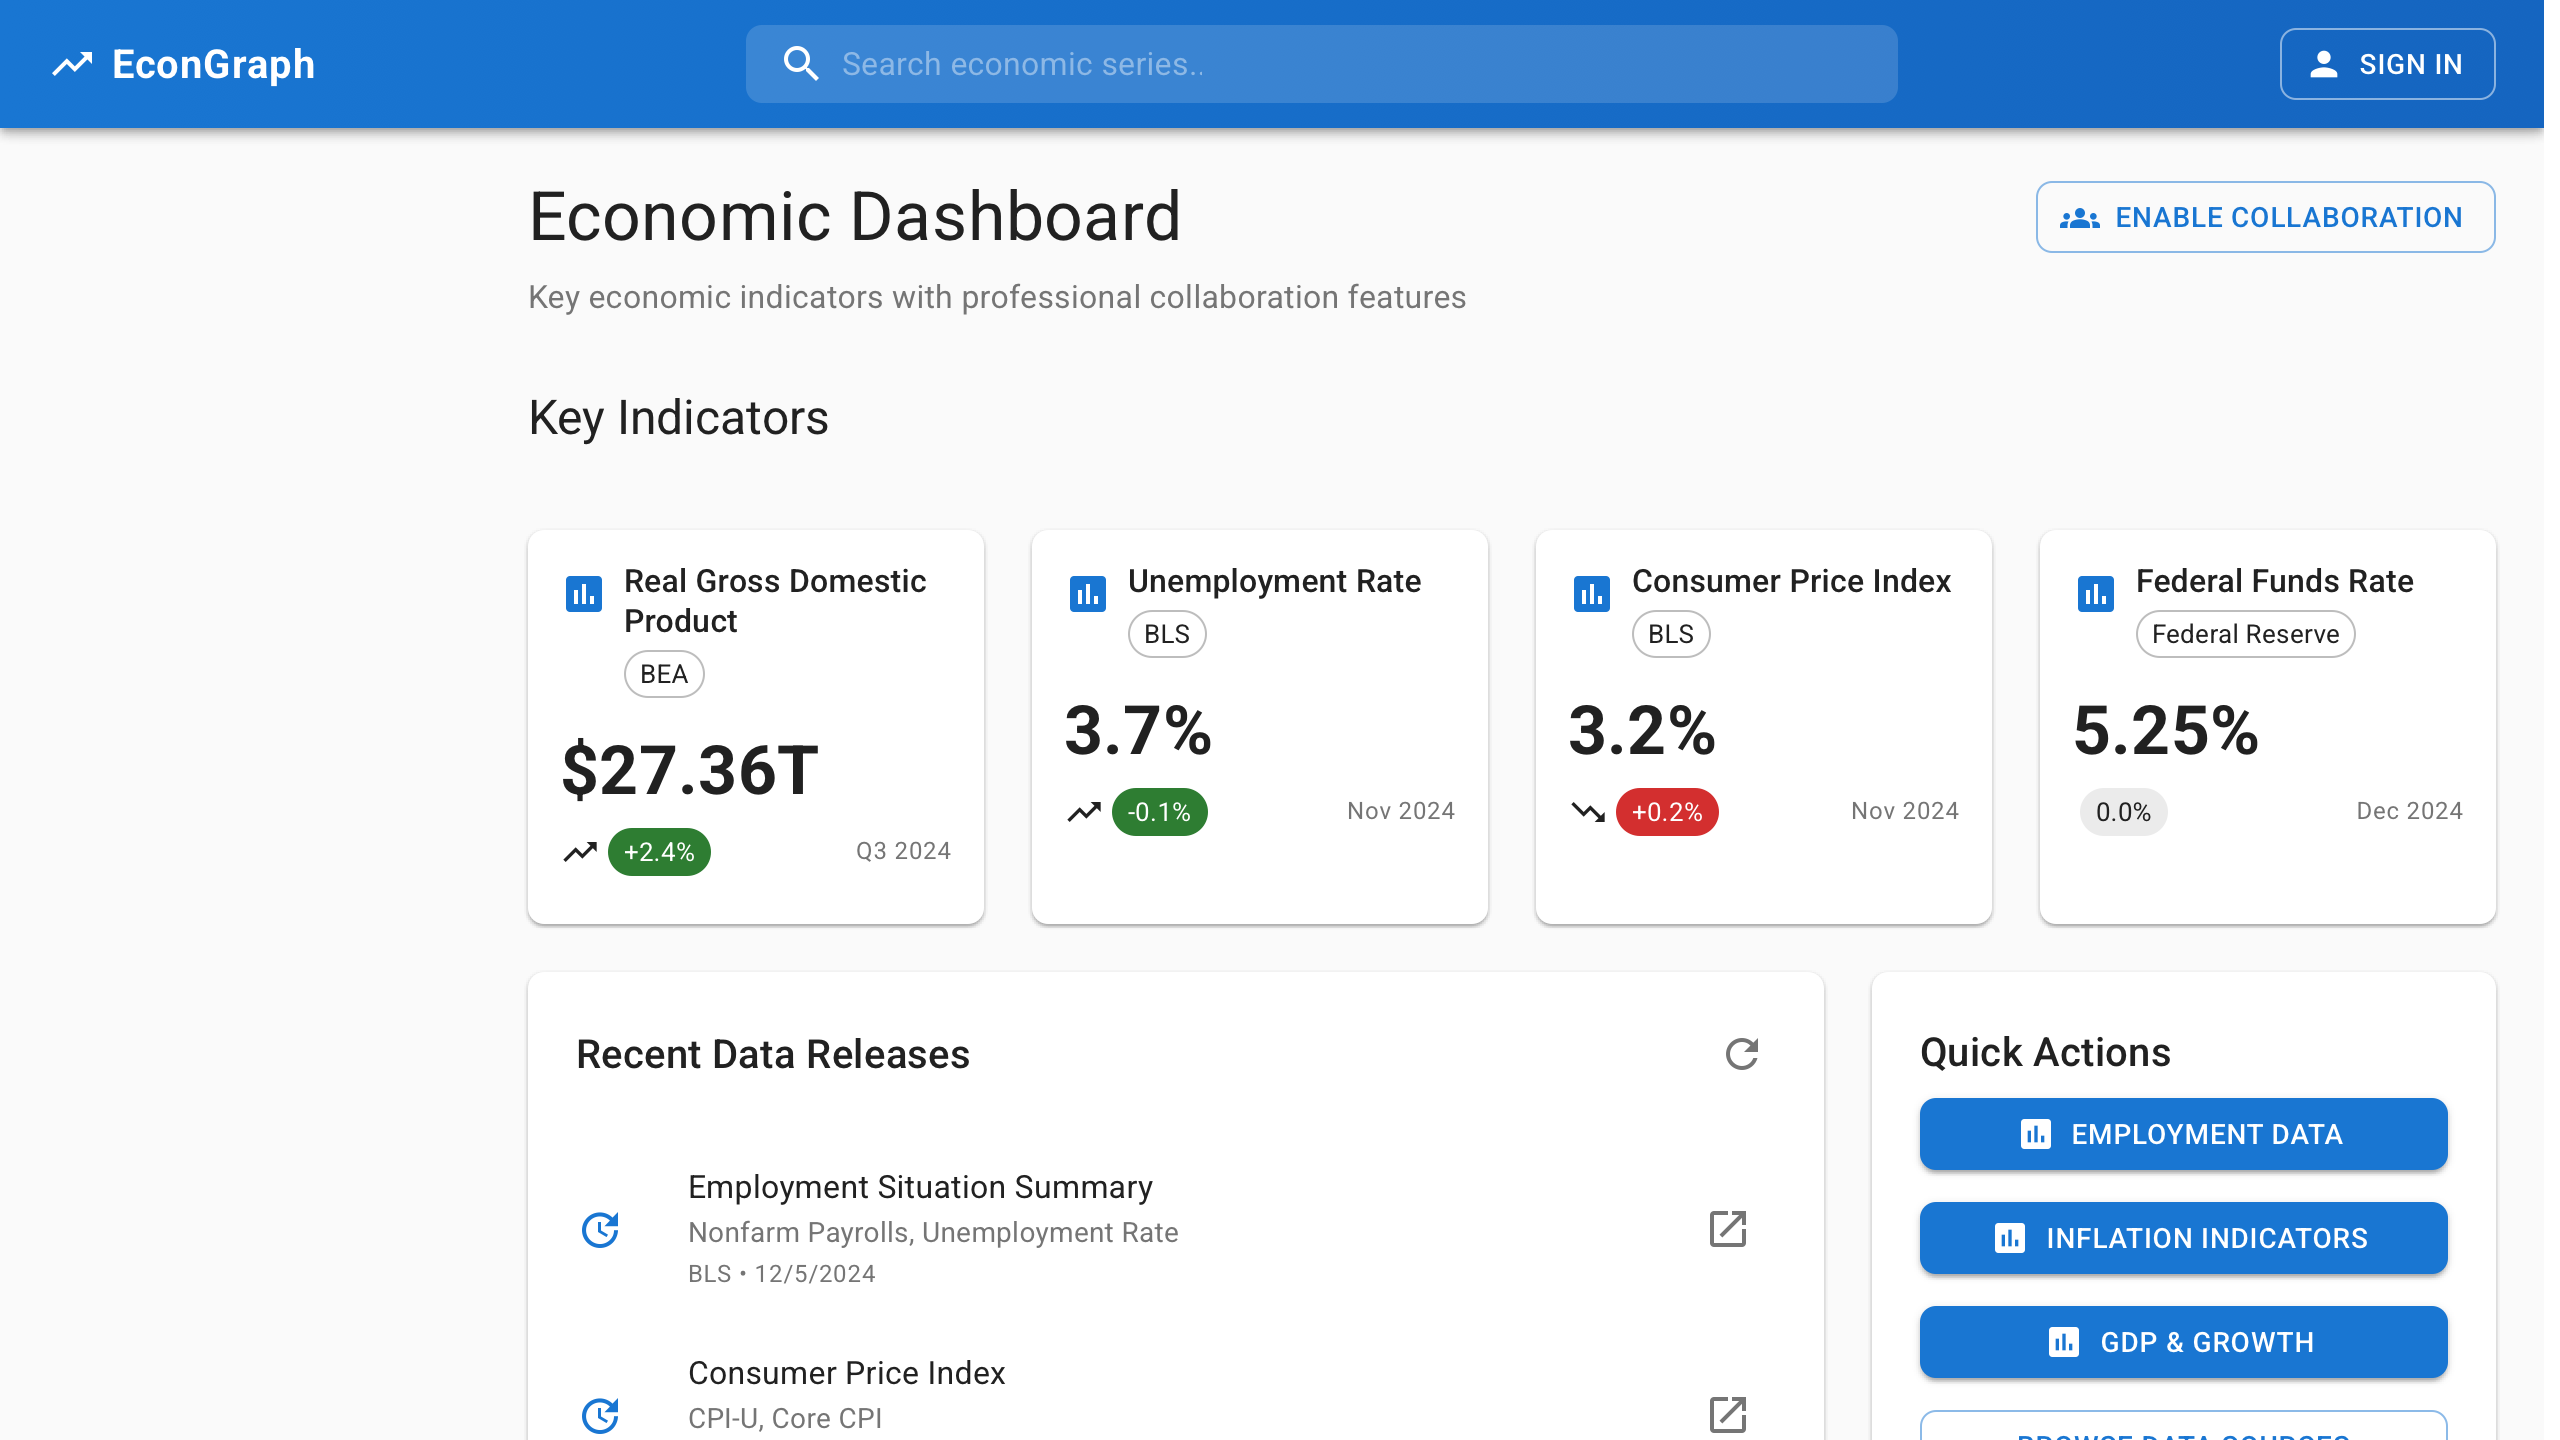 EconGraph
Search economic series..
SIGN IN
Economic Dashboard
ENABLE COLLABORATION
Key economic indicators with professional collaboration features
Key Indicators
Real Gross Domestic
Product
BEA
$27.36T
+2.4%
Q3 2024
Unemployment Rate
BLS
3.7%
-0.1%
Nov 2024
Consumer Price Index
BLS
3.2%
+0.2%
Nov 2024
Federal Funds Rate
Federal Reserve
5.25%
0.0%
Dec 2024
Recent Data Releases
Employment Situation Summary
Nonfarm Payrolls, Unemployment Rate
BLS • 12/5/2024
Consumer Price Index
CPI-U, Core CPI
Quick Actions
EMPLOYMENT DATA
INFLATION INDICATORS
GDP & GROWTH
BROWSE DATA SOURCES